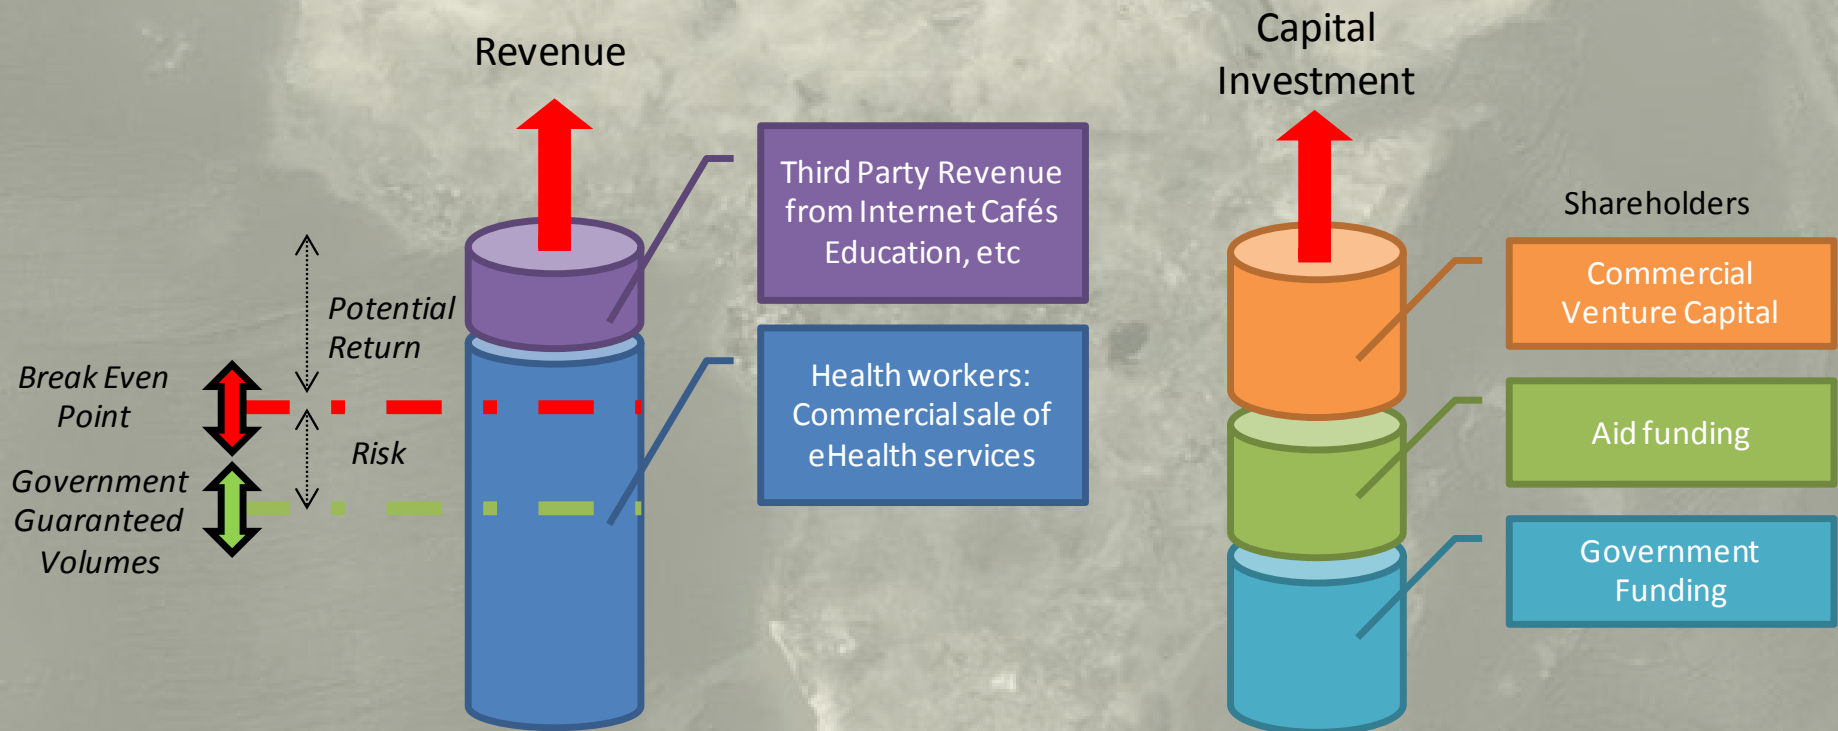 Revenue
Capital
Investment
Third Party Revenue
from Internet Cafés
Education, etc
Shareholders
Commercial
Venture Capital
Potential
Return
Break Even
Point
Health workers:
Commercial sale of
eHealth services
Aid funding
Risk
Government
Guaranteed
Volumes
Government
Funding